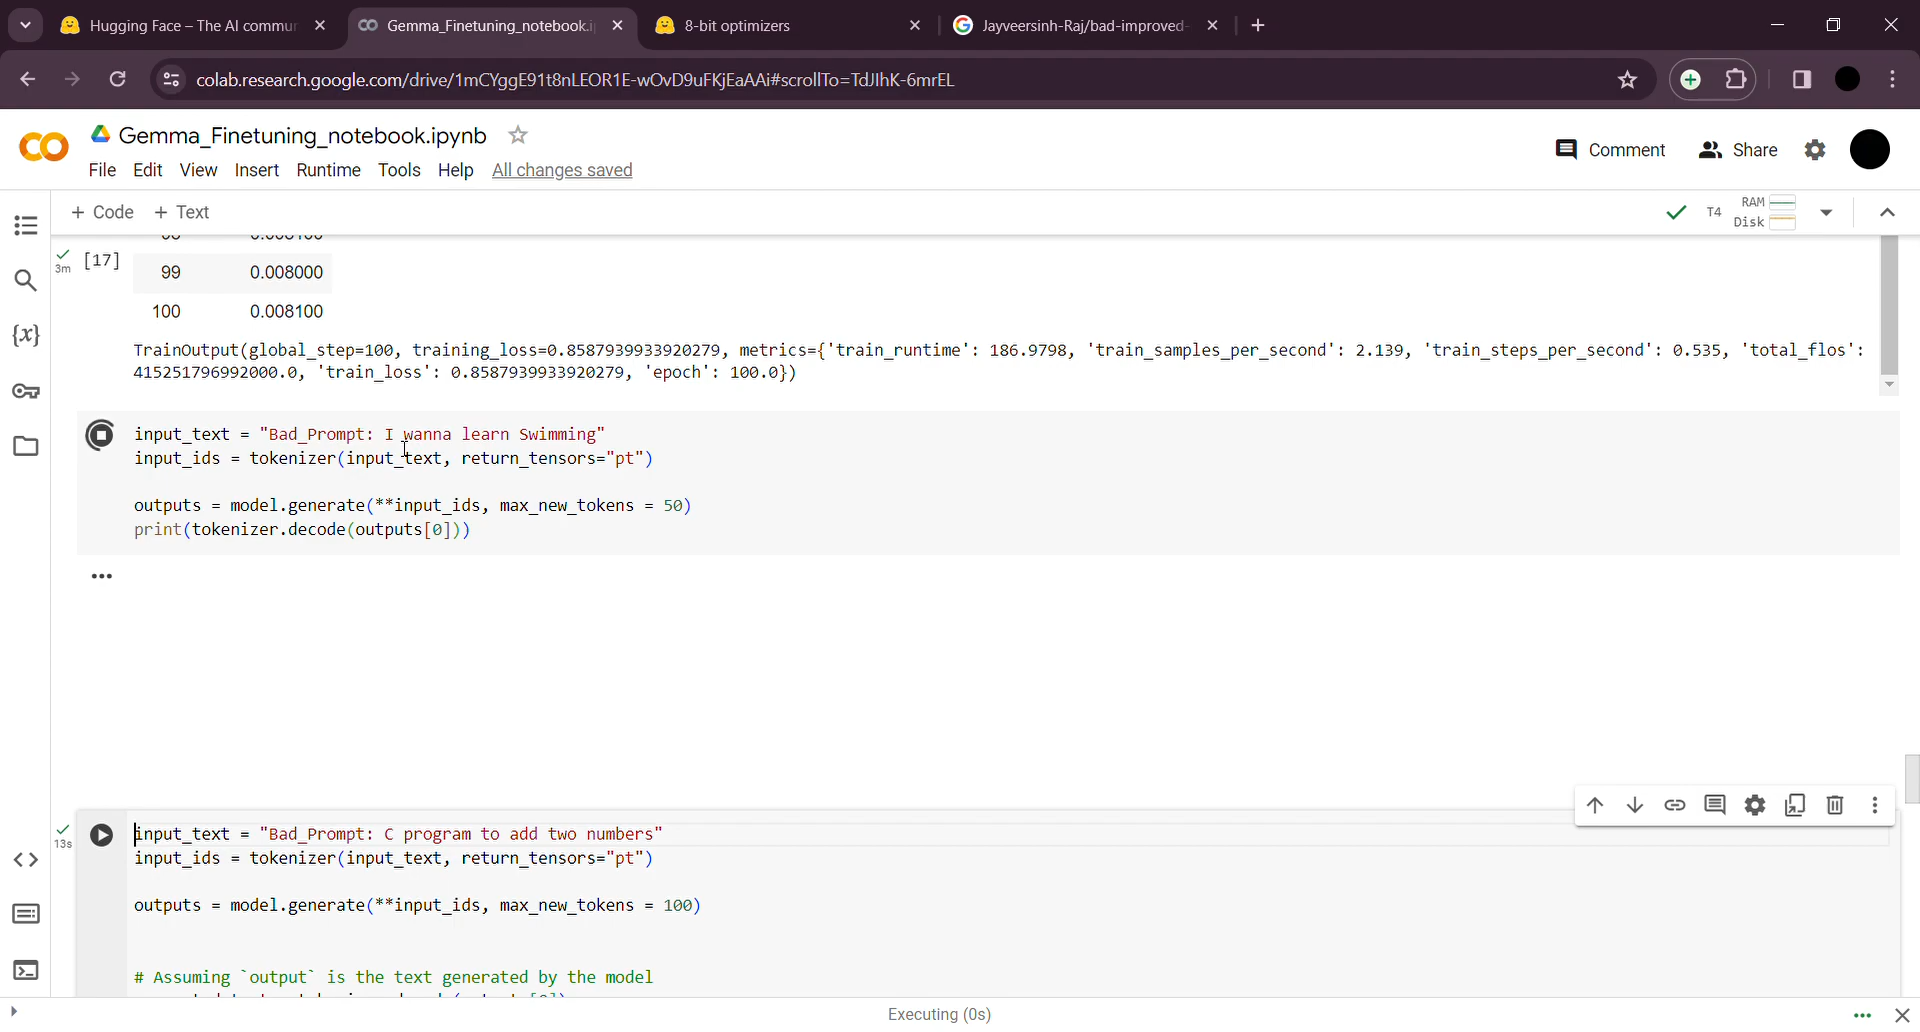 Hugging Face – The AI commun
Gemma_Finetuning_notebook.i
8-bit optimizers
Jayveersinh-Raj/bad-improved-
colab.research.google.com/drive/1mCYggE91t8nLEOR1E-wOvD9uFKjEaAAi#scrollTo=TdJIhK-6mrEL
Gemma_Finetuning_notebook.ipynb
Comment
Share
File Edit View Insert Runtime Tools Help All changes saved
+ Code + Text
T4
RAM
Disk
3m
[17]
99 0.008000
100 0.008100
TrainOutput(global_step=100, training_loss=0.8587939933920279, metrics={'train_runtime': 186.9798, 'train_samples_per_second': 2.139, 'train_steps_per_second': 0.535, 'total_flos':
415251796992000.0, 'train_loss': 0.8587939933920279, 'epoch': 100.0})
input_text = "Bad_Prompt: I wanna learn Swimming"
input_ids = tokenizer(input_text, return_tensors="pt")
outputs = model.generate(**input_ids, max_new_tokens = 50)
print(tokenizer.decode(outputs[0]))
13s
input_text = "Bad_Prompt: C program to add two numbers"
input_ids = tokenizer(input_text, return_tensors="pt")
outputs = model.generate(**input_ids, max_new_tokens = 100)
# Assuming `output` is the text generated by the model
Executing (0s)